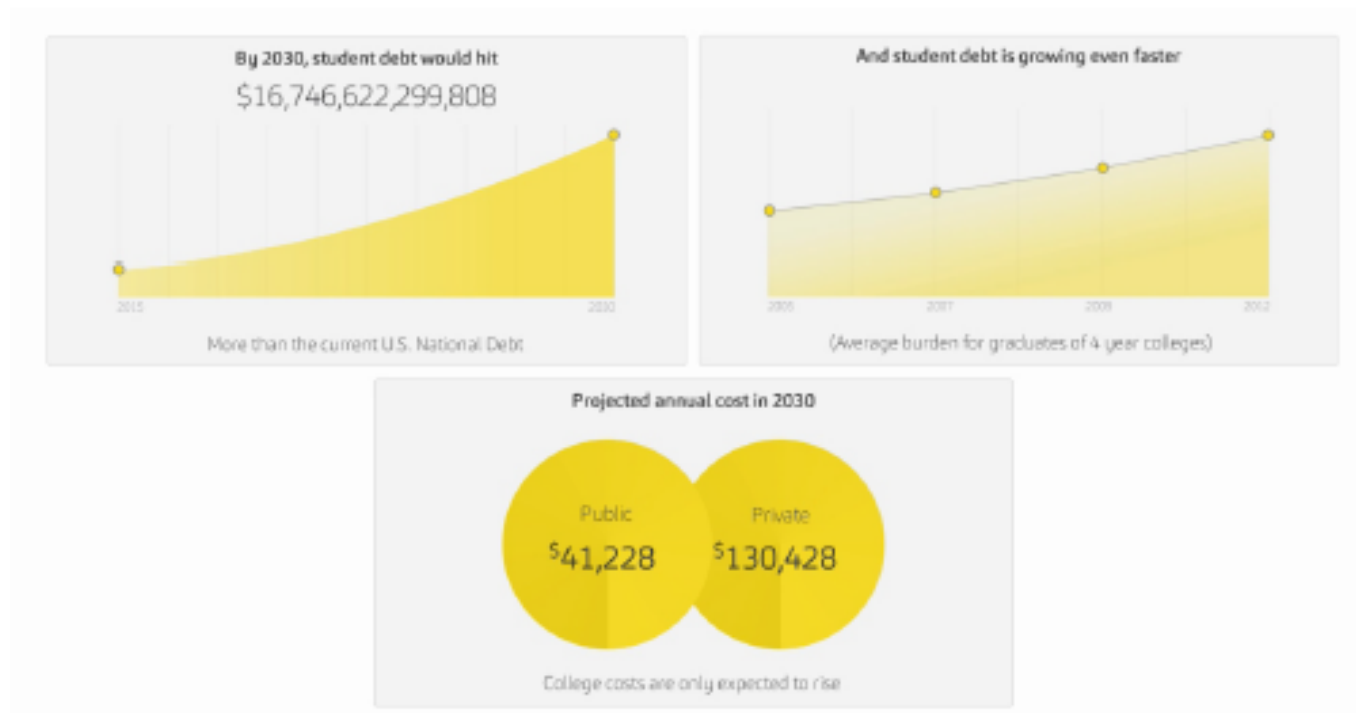 By 2030, student debt would hit
$16,746,622,299,808
2015 2030
More than the current U.S. National Debt
And student debt is growing even faster
2007 2012
(Average burden for graduates of 4 year colleges)
Projected annual cost in 2030
Public Private
$41,228 $130,428
College costs are only expected to rise